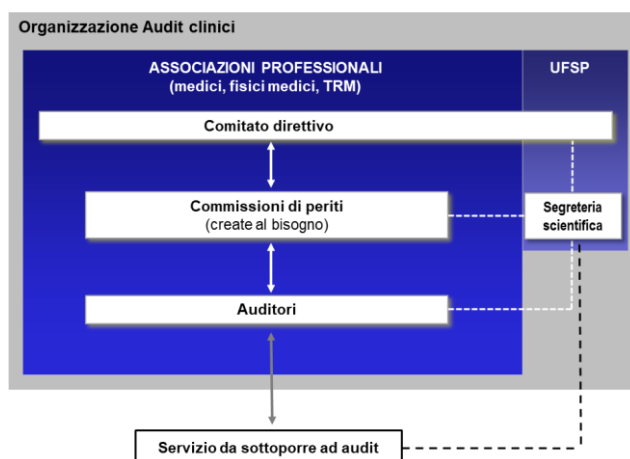 Organizzazione Audit clinici
ASSOCIAZIONI PROFESSIONALI
(medici, fisici medici, TRM)
UFSP
Comitato direttivo
Commissioni di periti
(create al bisogno)
Segreteria
scientifica
Auditori
Servizio da sottoporre ad audit